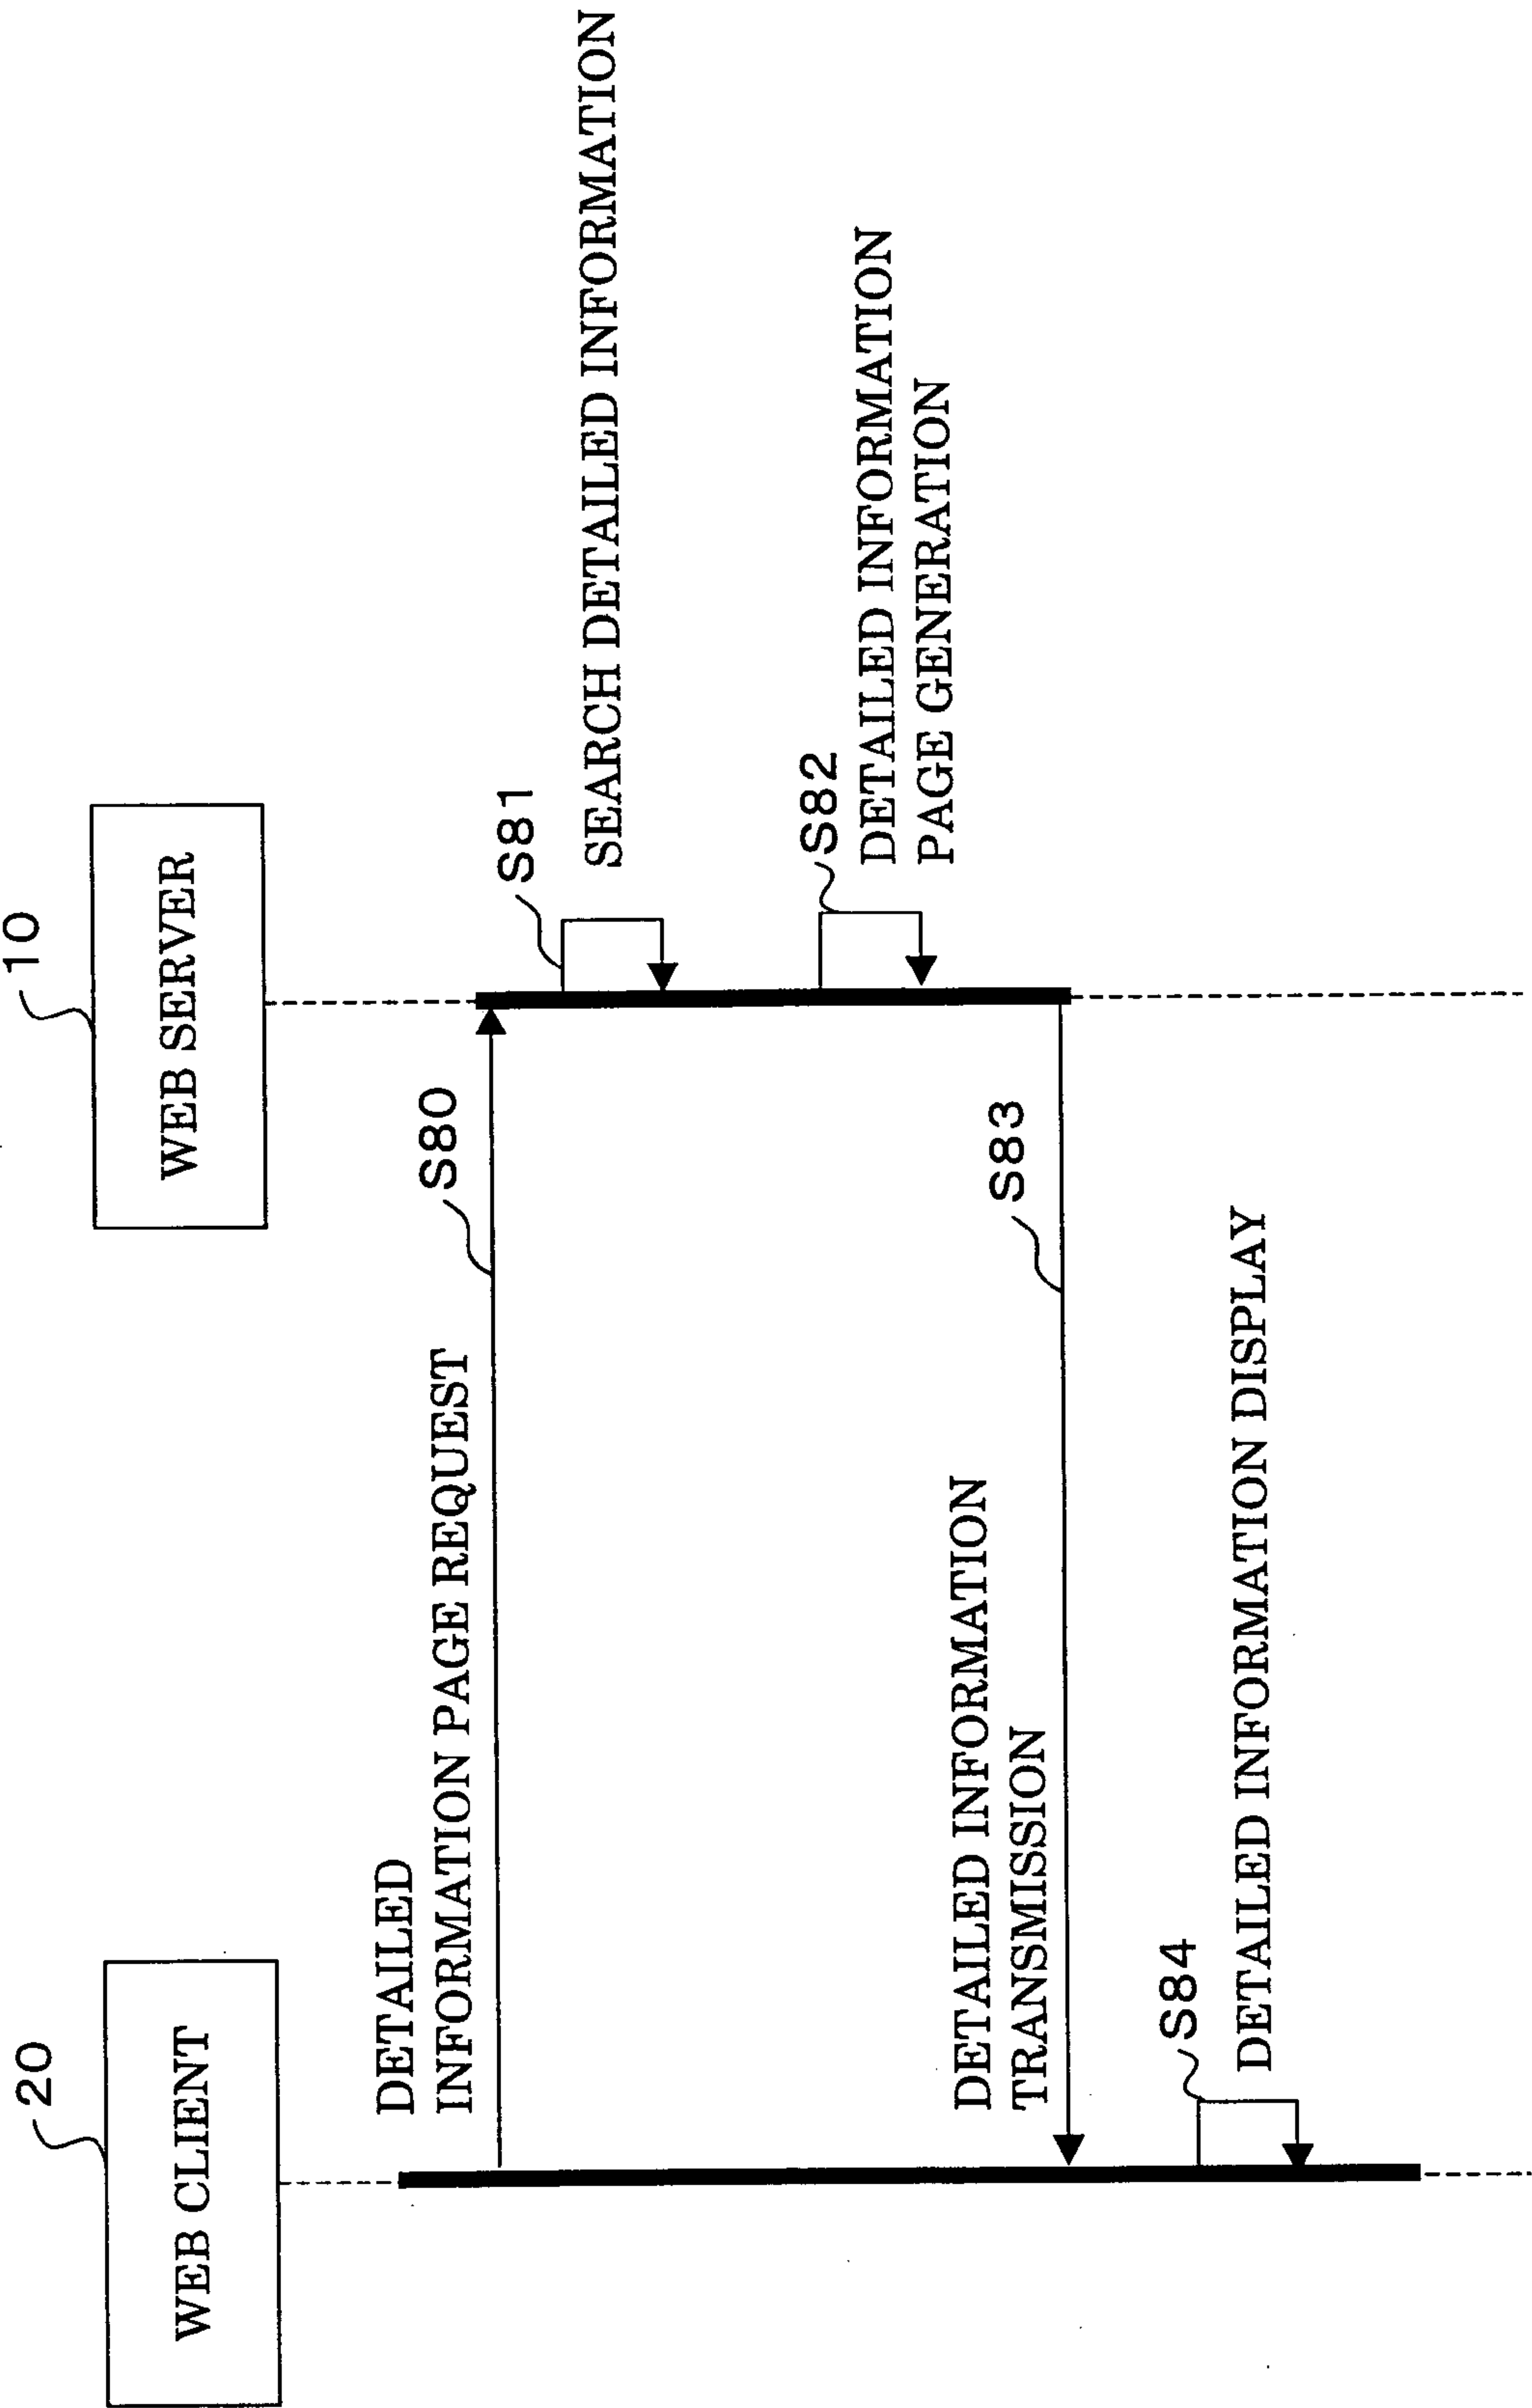 20
WEB CLIENT
10
WEB SERVER
DETAILED
INFORMATION PAGE REQUEST
S80
S81
SEARCH DETAILED INFORMATION
S82
DETAILED INFORMATION
PAGE GENERATION
DETAILED INFORMATION
TRANSMISSION
S83
S84
DETAILED INFORMATION DISPLAY